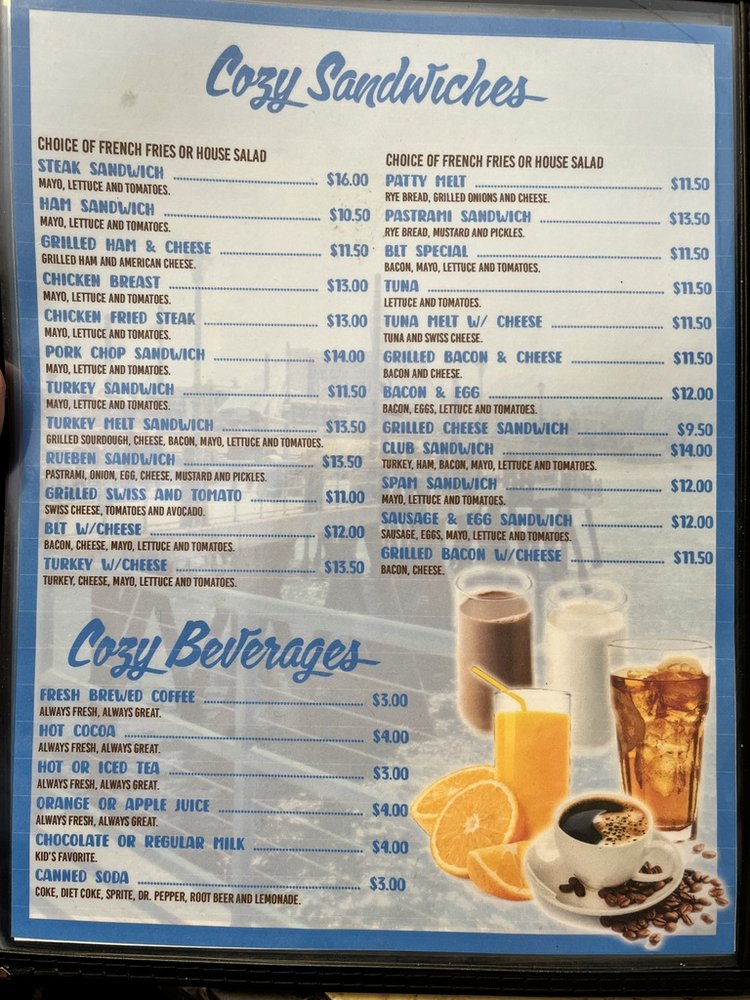 Cozy Sandwiches
CHOICE OF FRENCH FRIES OR HOUSE SALAD
STEAK SANDWICH $16.00
MAYO, LETTUCE AND TOMATOES.
HAM SANDWICH $10.50
MAYO, LETTUCE AND TOMATOES.
GRILLED HAM & CHEESE $11.50
GRILLED HAM AND AMERICAN CHEESE.
CHICKEN BREAST $13.00
MAYO, LETTUCE AND TOMATOES.
CHICKEN FRIED STEAK $13.00
MAYO, LETTUCE AND TOMATOES.
PORK CHOP SANDWICH $14.00
MAYO, LETTUCE AND TOMATOES.
TURKEY SANDWICH $11.50
MAYO, LETTUCE AND TOMATOES.
TURKEY MELT SANDWICH $13.50
GRILLED SOURDOUGH, CHEESE, BACON, MAYO, LETTUCE AND TOMATOES.
RUEBEN SANDWICH $13.50
PASTRAMI, ONION, EGG, CHEESE, MUSTARD AND PICKLES.
GRILLED SWISS AND TOMATO $11.00
SWISS CHEESE, TOMATOES AND AVOCADO.
BLT W/CHEESE $12.00
BACON, CHEESE, MAYO, LETTUCE AND TOMATOES.
TURKEY W/CHEESE $13.50
TURKEY, CHEESE, MAYO, LETTUCE AND TOMATOES.
CHOICE OF FRENCH FRIES OR HOUSE SALAD
PATTY MELT $11.50
RYE BREAD, GRILLED ONIONS AND CHEESE.
PASTRAMI SANDWICH $13.50
RYE BREAD, MUSTARD AND PICKLES.
BLT SPECIAL $11.50
BACON, MAYO, LETTUCE AND TOMATOES.
TUNA $11.50
LETTUCE AND TOMATOES.
TUNA MELT W/ CHEESE $11.50
TUNA AND SWISS CHEESE.
GRILLED BACON & CHEESE $11.50
BACON AND CHEESE.
BACON & EGG $12.00
BACON, EGGS, LETTUCE AND TOMATOES.
GRILLED CHEESE SANDWICH $9.50
CLUB SANDWICH $14.00
TURKEY, HAM, BACON, MAYO, LETTUCE AND TOMATOES.
SPAM SANDWICH $12.00
MAYO, LETTUCE AND TOMATOES.
SAUSAGE & EGG SANDWICH $12.00
SAUSAGE, EGGS, MAYO, LETTUCE AND TOMATOES.
GRILLED BACON W/CHEESE $11.50
BACON, CHEESE.
Cozy Beverages
FRESH BREWED COFFEE $3.00
ALWAYS FRESH, ALWAYS GREAT.
HOT COCOA $4.00
ALWAYS FRESH, ALWAYS GREAT.
HOT OR ICED TEA $3.00
ALWAYS FRESH, ALWAYS GREAT.
ORANGE OR APPLE JUICE $4.00
ALWAYS FRESH, ALWAYS GREAT.
CHOCOLATE OR REGULAR MILK $4.00
KID'S FAVORITE.
CANNED SODA $3.00
COKE, DIET COKE, SPRITE, DR. PEPPER, ROOT BEER AND LEMONADE.